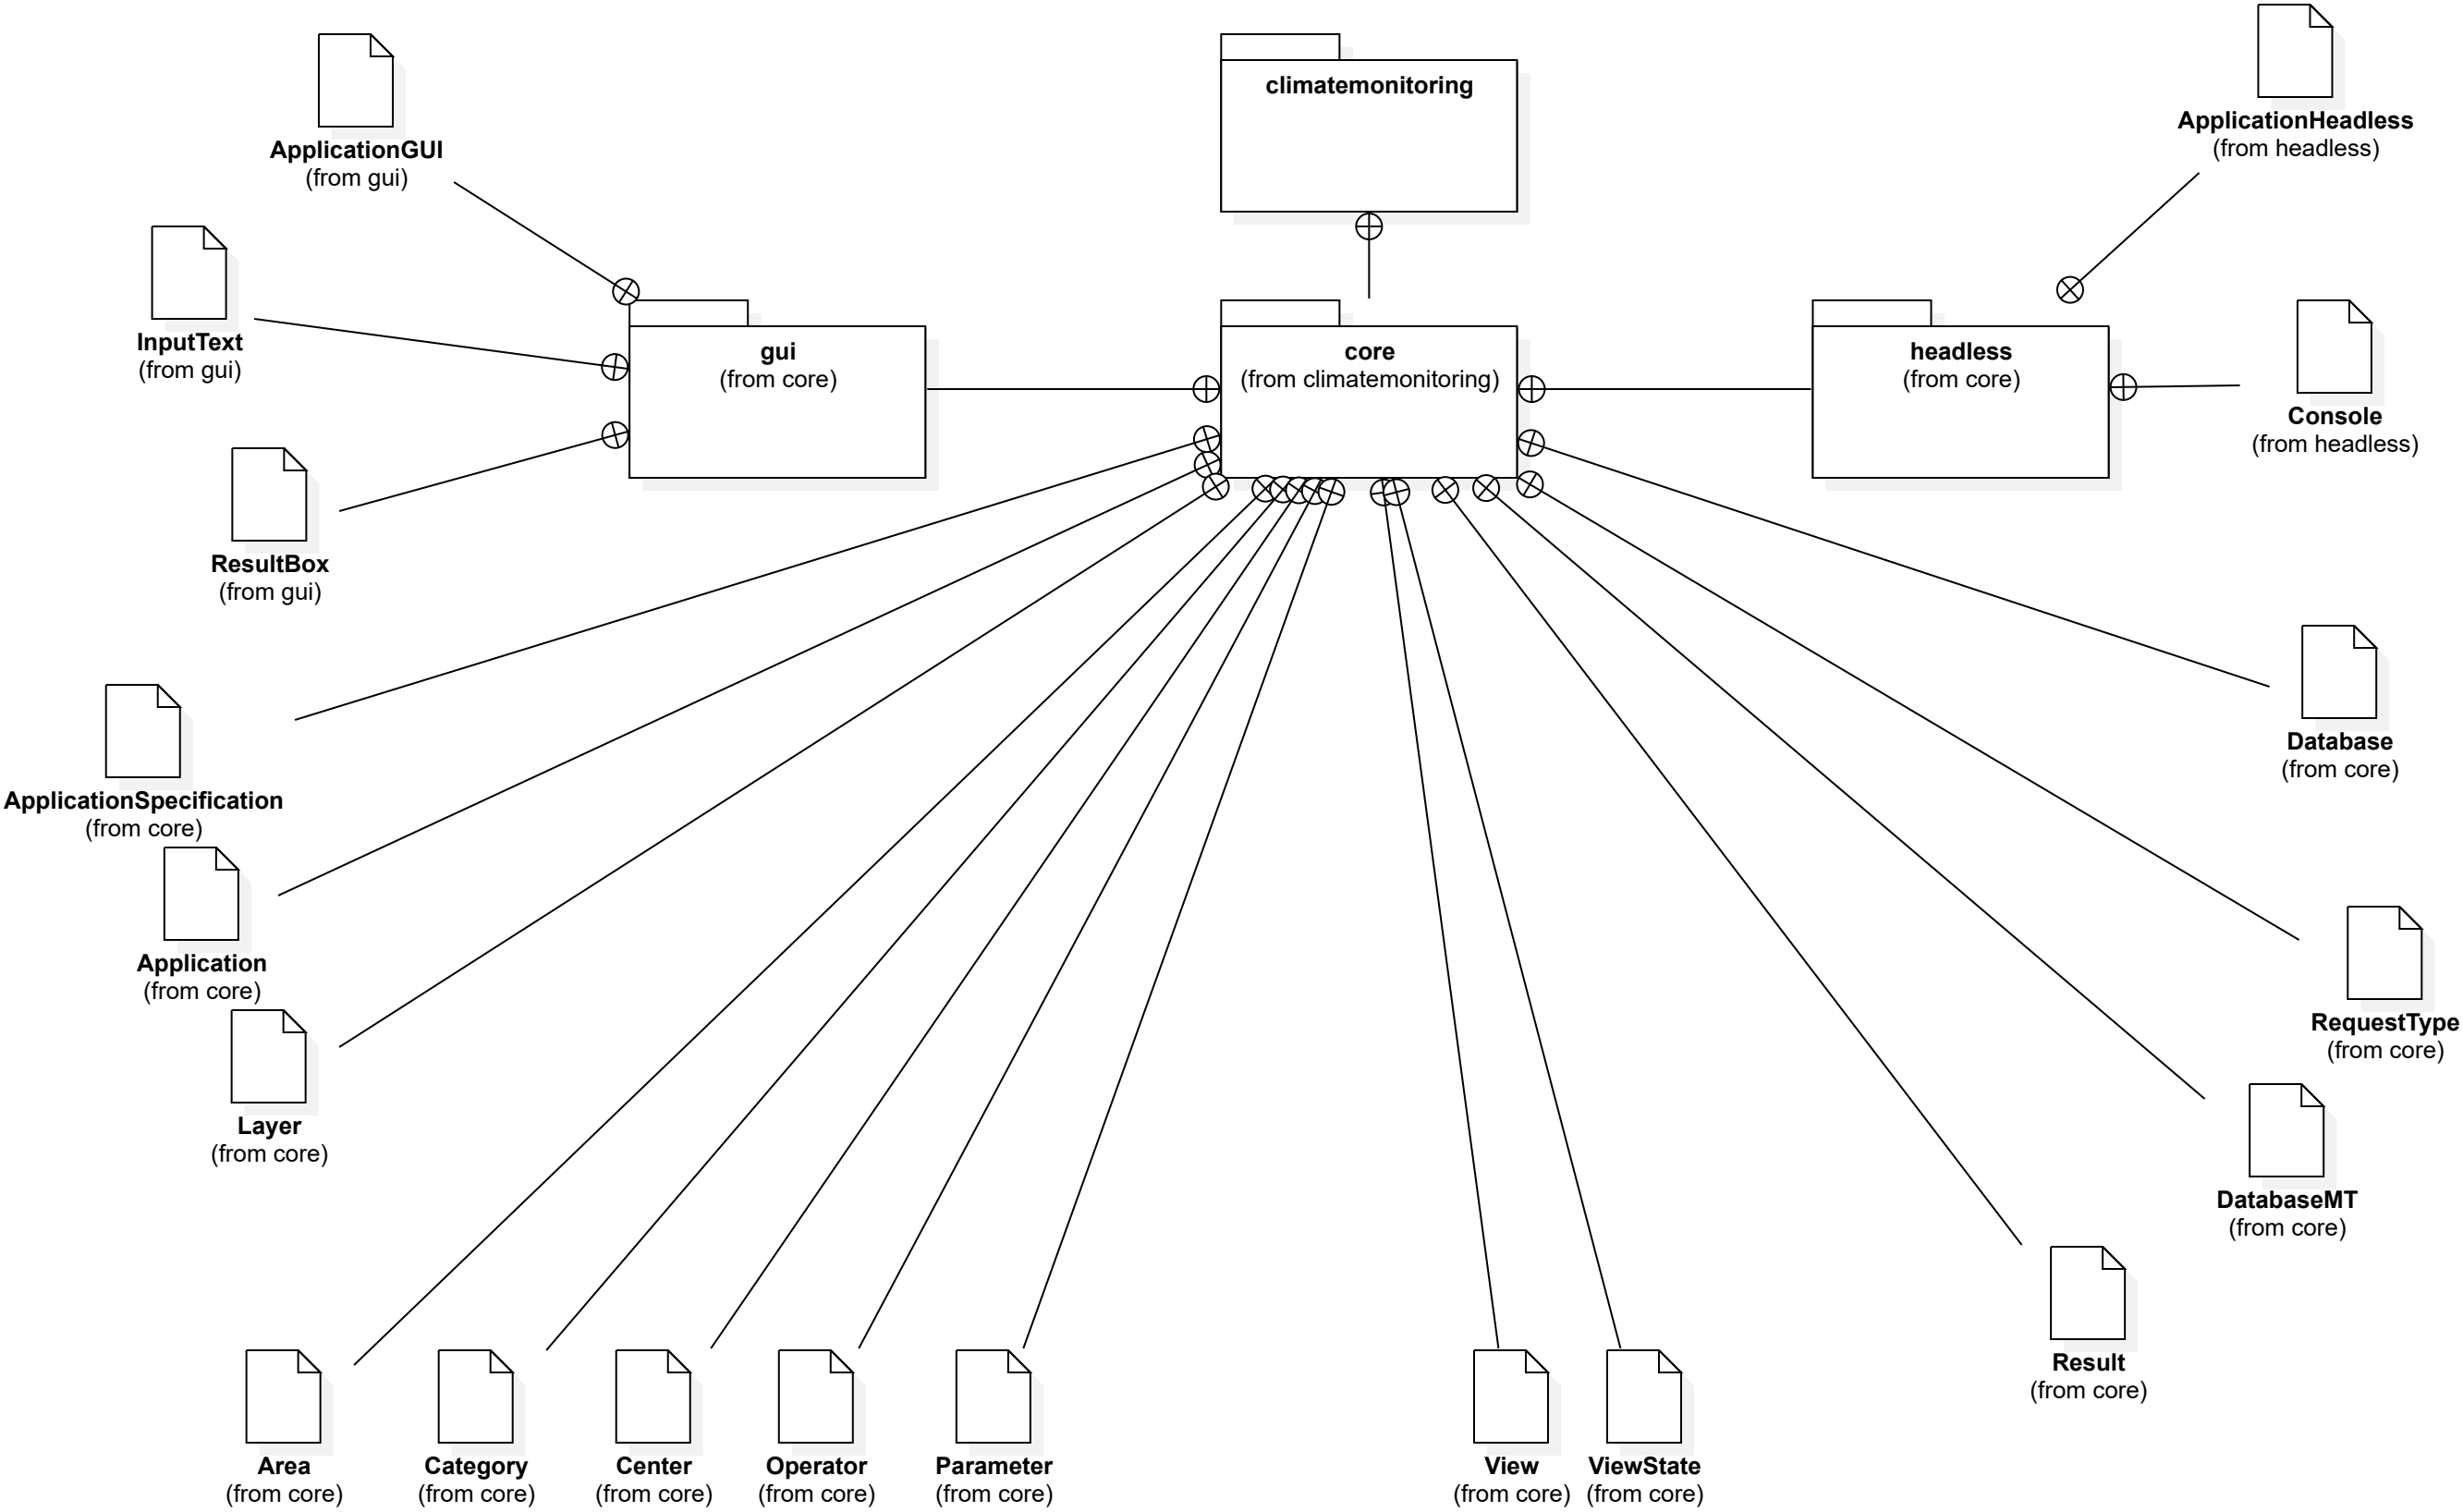 climatemonitoring
ApplicationHeadless
(from headless)
ApplicationGUI
(from gui)
InputText
(from gui)
gui
(from core)
core
(from climatemonitoring)
headless
(from core)
Console
(from headless)
ResultBox
(from gui)
Database
(from core)
ApplicationSpecification
(from core)
Application
(from core)
RequestType
(from core)
Layer
(from core)
DatabaseMT
(from core)
Result
(from core)
Area
(from core)
Category
(from core)
Center
(from core)
Operator
(from core)
Parameter
(from core)
View
(from core)
ViewState
(from core)